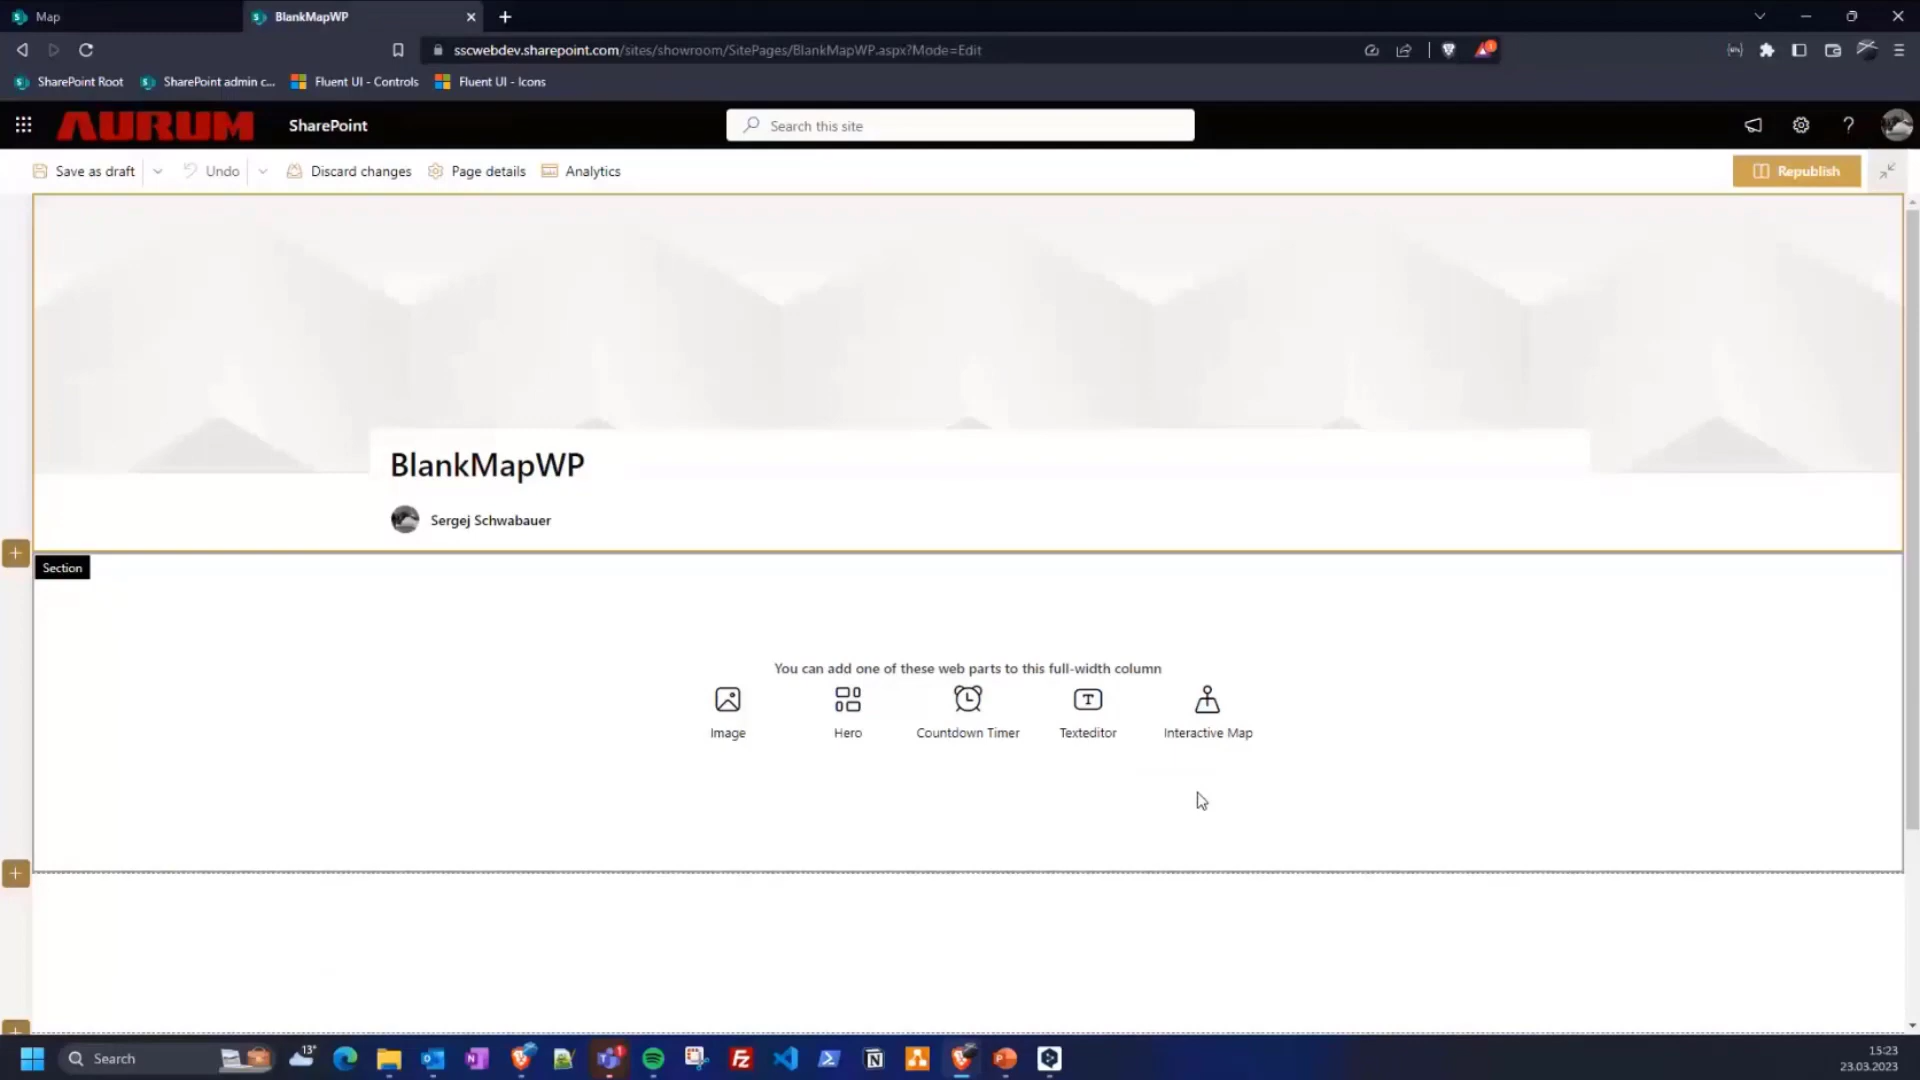 Map
BlankMapWP
sscwebdev.sharepoint.com/sites/showroom/SitePages/BlankMapWP.aspx?Mode=Edit
SharePoint Root
SharePoint admin c...
Fluent UI - Controls
Fluent UI - Icons
AURUM
SharePoint
Search this site
Save as draft
Undo
Discard changes
Page details
Analytics
Republish
BlankMapWP
Sergej Schwabauer
Section
You can add one of these web parts to this full-width column
Image
Hero
Countdown Timer
Texteditor
Interactive Map
Search
13°
15:23
23.03.2023